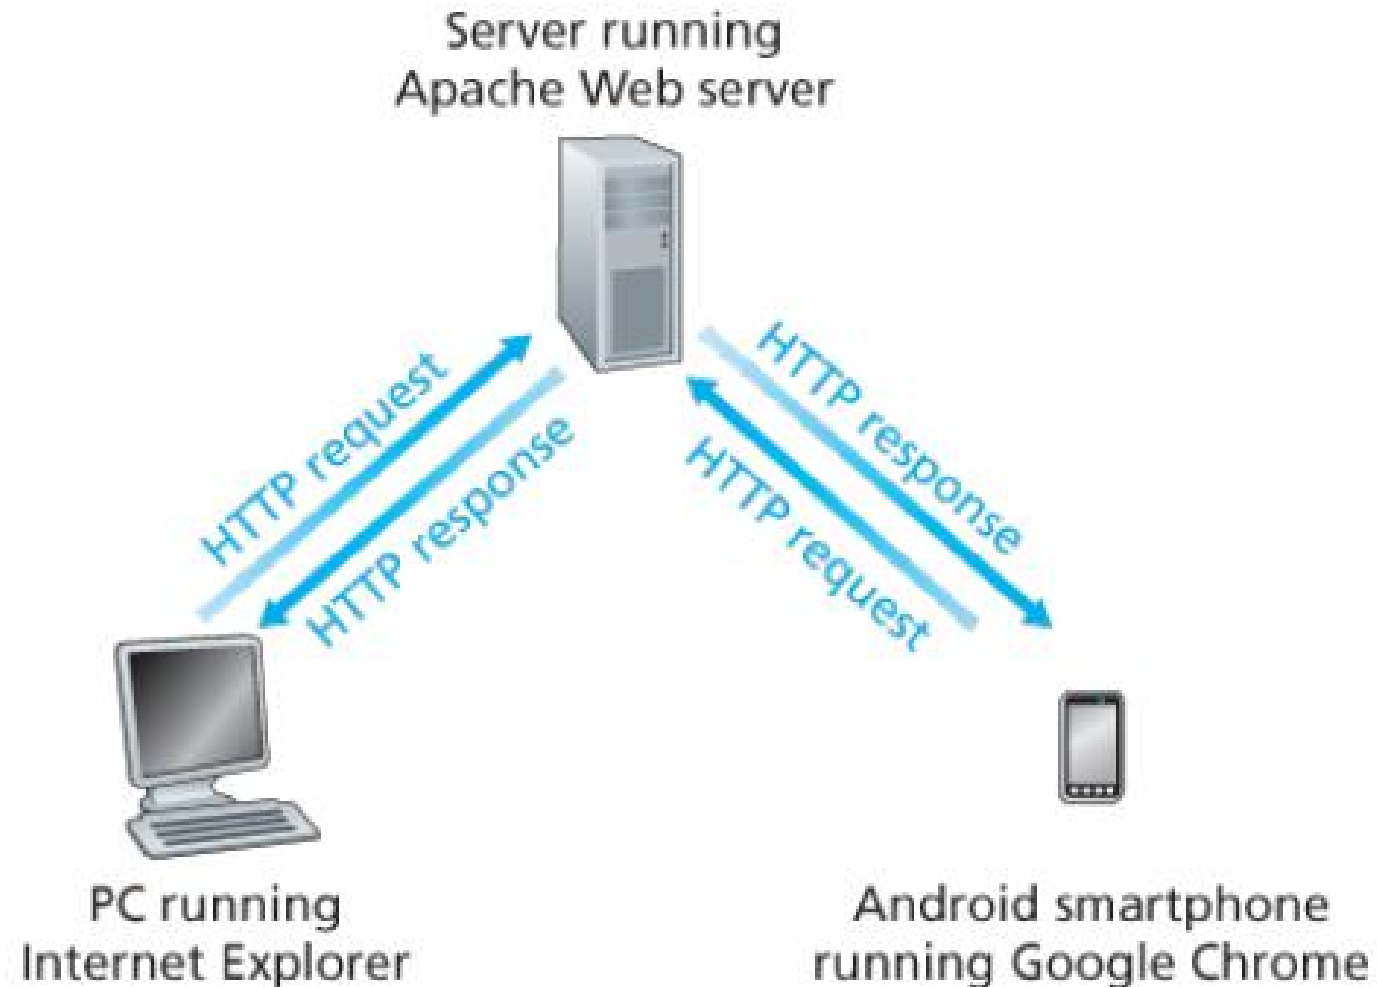 Server running
Apache Web server
HTTP request
HTTP response
HTTP response
HTTP request
PC running
Internet Explorer
Android smartphone
running Google Chrome